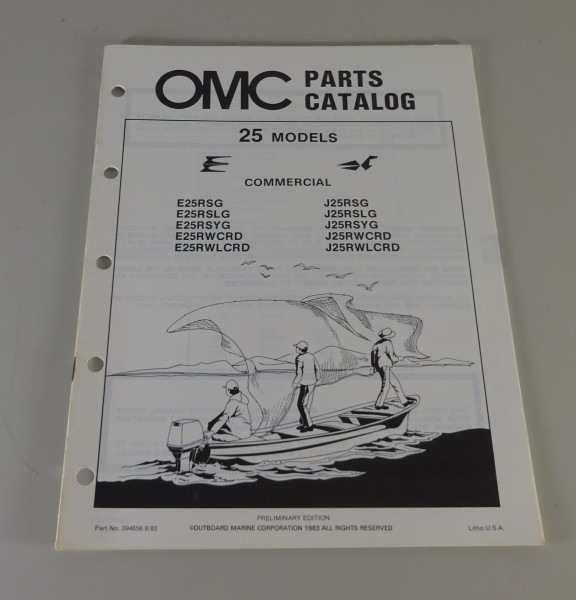 OMC PARTS CATALOG
25 MODELS
COMMERCIAL
E25RSG J25RSG
E25RSLG J25RSLG
E25RSYG J25RSYG
E25RWCRD J25RWCRD
E25RWLCRD J25RWLCRD
PRELIMINARY EDITION
Part No. 394658 6/83 ©OUTBOARD MARINE CORPORATION 1983 ALL RIGHTS RESERVED Litho U.S.A.